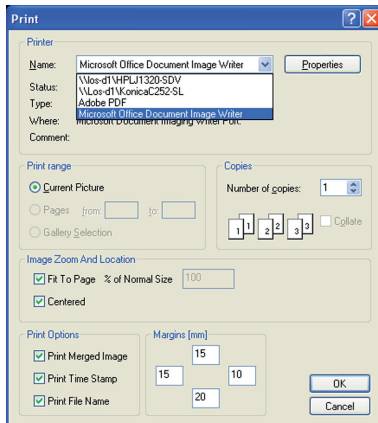 Print
Printer
Name: Microsoft Office Document Image Writer Properties
\\los-d1\HPLJ1320-SDV
Status:
\\Los-d1\KonicaC252-SL
Type: Adobe PDF
Microsoft Office Document Image Writer
Where: Microsoft Document Imaging Writer Port:
Comment:
Print range
Copies
Current Picture
Number of copies: 1
Pages from: to:
1 1 2 2 3 3 Collate
Gallery Selection
Image Zoom And Location
Fit To Page % of Normal Size 100
Centered
Print Options
Margins [mm]
Print Merged Image
15
Print Time Stamp
15 10
Print File Name
20
OK
Cancel